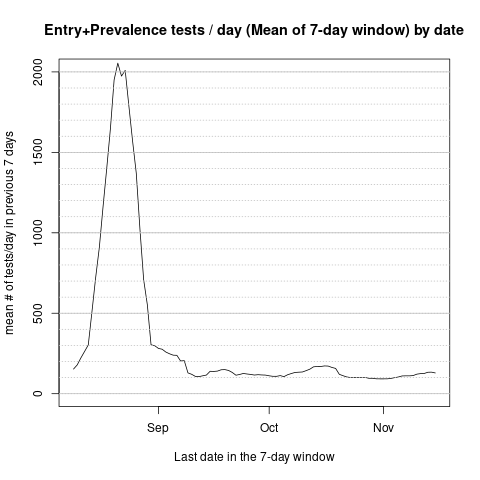 Entry+Prevalence tests / day (Mean of 7-day window) by date
mean # of tests/day in previous 7 days
2000
1500
1000
500
0
Sep Oct Nov
Last date in the 7-day window